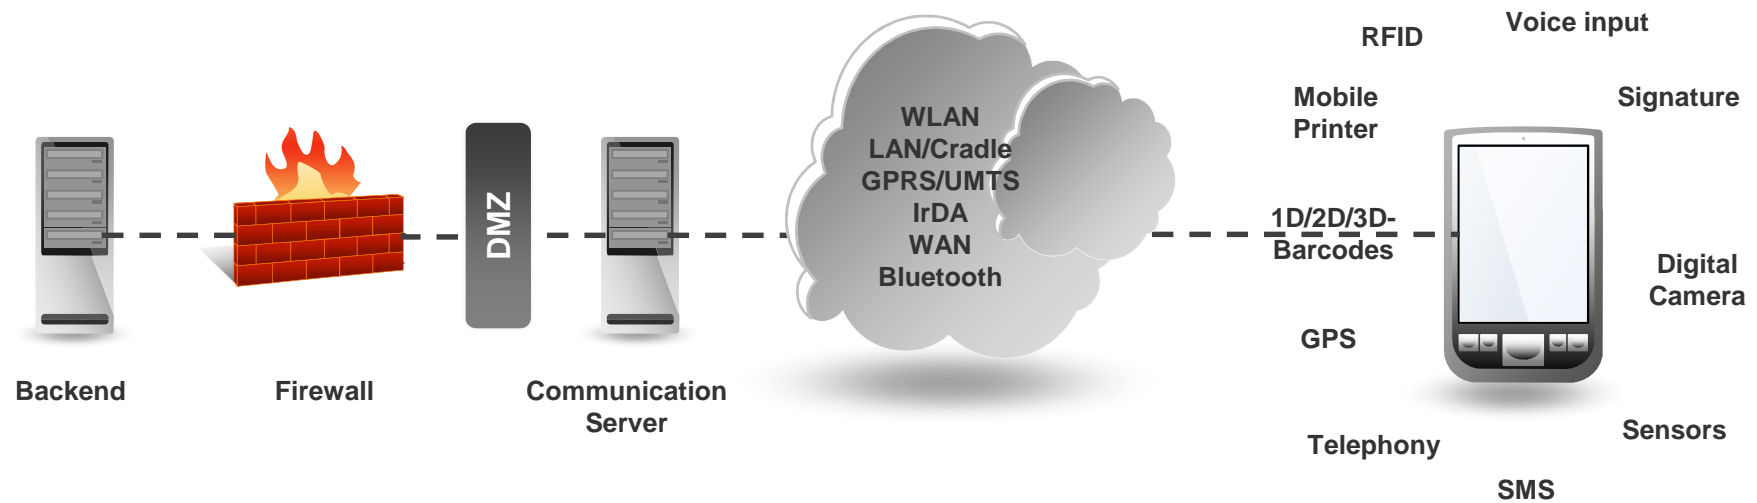 Voice input
RFID
Mobile
Printer
Signature
WLAN
LAN/Cradle
GPRS/UMTS
IrDA
WAN
Bluetooth
DMZ
1D/2D/3D-
Barcodes
Digital
Camera
GPS
Backend
Firewall
Communication
Server
Telephony
Sensors
SMS